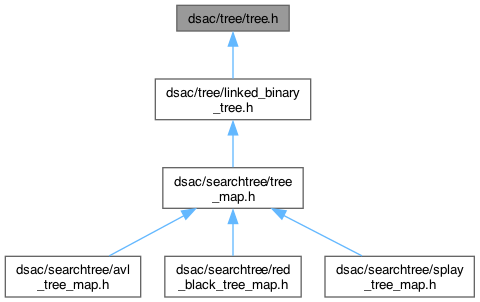 dsac/tree/tree.h
dsac/tree/linked_binary
_tree.h
dsac/searchtree/tree
_map.h
dsac/searchtree/avl
_tree_map.h
dsac/searchtree/red
_black_tree_map.h
dsac/searchtree/splay
_tree_map.h